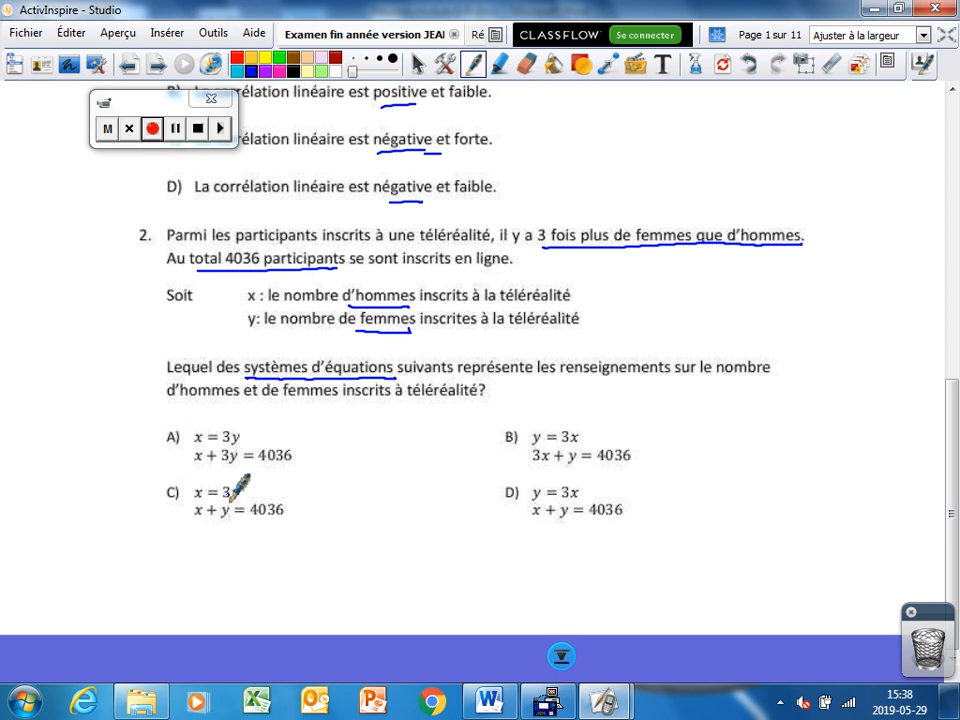 ActivInspire - Studio
Fichier Éditer Aperçu Insérer Outils Aide
Examen fin année version JEA
Ré
CLASSFLOW Se connecter
Page 1 sur 11
Ajuster à la largeur
corrélation linéaire est positive et faible.
M
élation linéaire est négative et forte.
D) La corrélation linéaire est négative et faible.
2. Parmi les participants inscrits à une téléréalité, il y a 3 fois plus de femmes que d'hommes.
Au total 4036 participants se sont inscrits en ligne.
Soit x : le nombre d'hommes inscrits à la téléréalité
y: le nombre de femmes inscrites à la téléréalité
Lequel des systèmes d'équations suivants représente les renseignements sur le nombre
d'hommes et de femmes inscrits à téléréalité?
A) x = 3y
x + 3y = 4036
B) y = 3x
3x + y = 4036
C) x = 3
x + y = 4036
D) y = 3x
x + y = 4036
15:38
2019-05-29